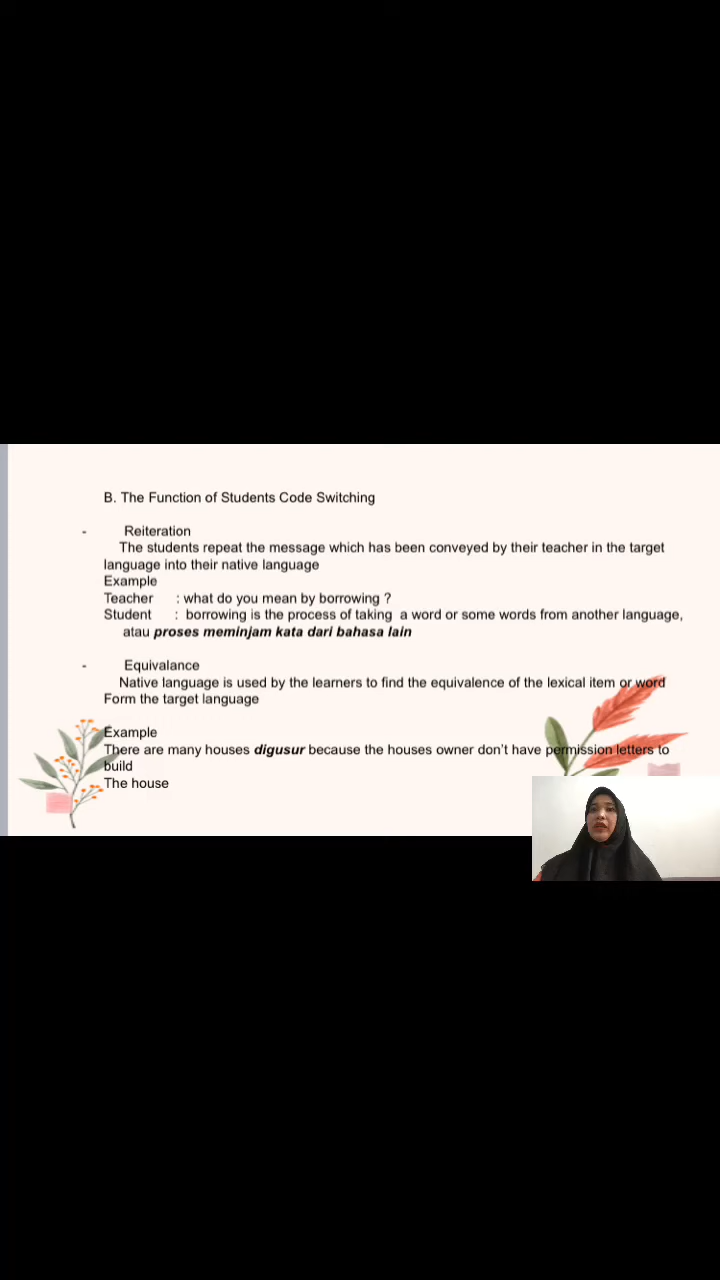 B. The Function of Students Code Switching
- Reiteration
The students repeat the message which has been conveyed by their teacher in the target
language into their native language
Example
Teacher : what do you mean by borrowing ?
Student : borrowing is the process of taking a word or some words from another language,
atau proses meminjam kata dari bahasa lain
- Equivalance
Native language is used by the learners to find the equivalence of the lexical item or word
Form the target language
Example
There are many houses digusur because the houses owner don't have permission letters to
build
The house